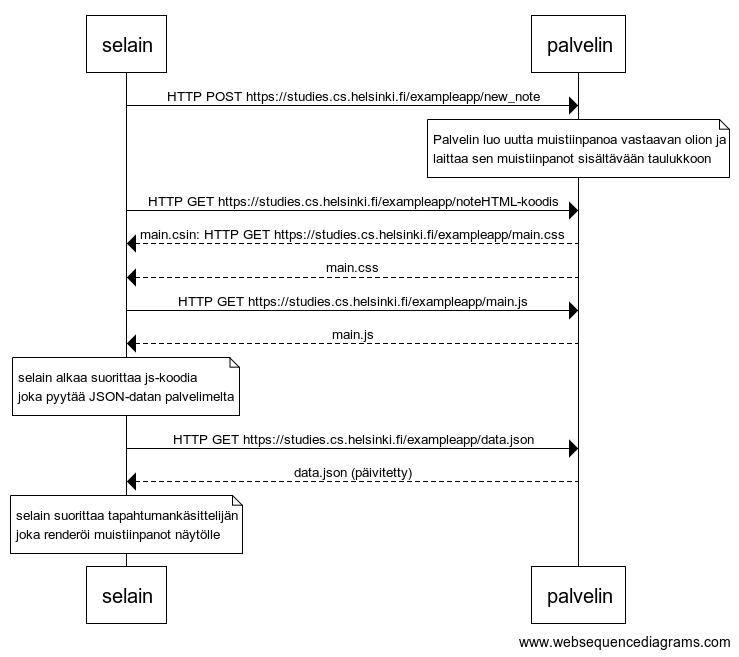 selain palvelin
HTTP POST https://studies.cs.helsinki.fi/exampleapp/new_note
Palvelin luo uutta muistiinpanoa vastaavan olion ja
laittaa sen muistiinpanot sisältävään taulukkoon
HTTP GET https://studies.cs.helsinki.fi/exampleapp/noteHTML-koodis
main.csin: HTTP GET https://studies.cs.helsinki.fi/exampleapp/main.css
main.css
HTTP GET https://studies.cs.helsinki.fi/exampleapp/main.js
main.js
selain alkaa suorittaa js-koodia
joka pyytää JSON-datan palvelimelta
HTTP GET https://studies.cs.helsinki.fi/exampleapp/data.json
data.json (päivitetty)
selain suorittaa tapahtumankäsittelijän
joka renderöi muistiinpanot näytölle
selain palvelin
www.websequencediagrams.com